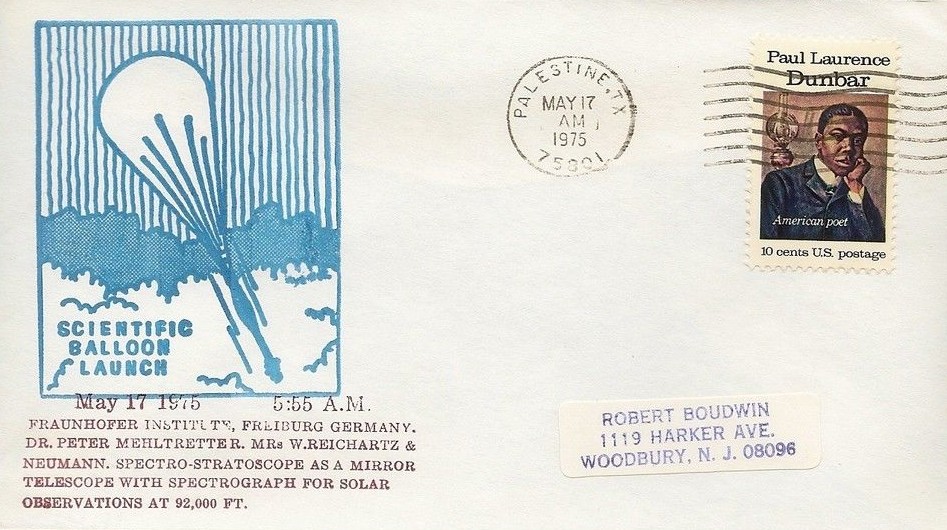 SCIENTIFIC
BALLOON
LAUNCH
May 17 1975 5:55 A.M.
FRAUNHOFER INSTITUTE, FREIBURG GERMANY.
DR. PETER MEHLTRETTER. MRs W.REICHARTZ &
NEUMANN. SPECTRO-STRATOSCOPE AS A MIRROR
TELESCOPE WITH SPECTROGRAPH FOR SOLAR
OBSERVATIONS AT 92,000 FT.
PALESTINE, TX
MAY 17
AM
1975
75801
Paul Laurence
Dunbar
American poet
10 cents U.S. postage
ROBERT BOUDWIN
1119 HARKER AVE.
WOODBURY, N. J. 08096